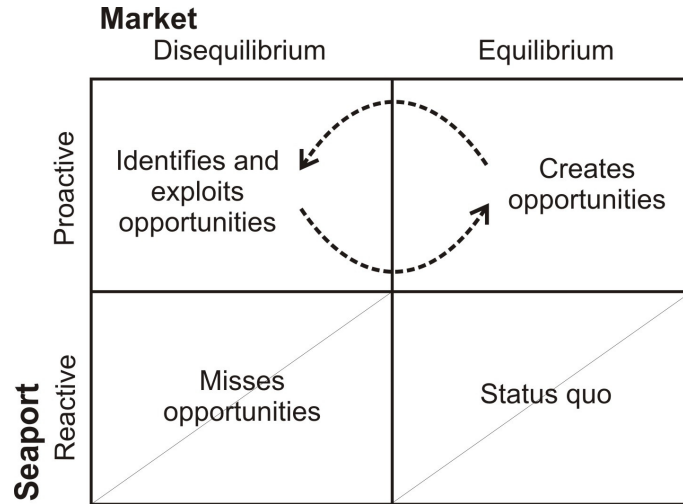 Market
Disequilibrium
Equilibrium
Proactive
Identifies and
exploits
opportunities
Creates
opportunities
Seaport
Reactive
Misses
opportunities
Status quo